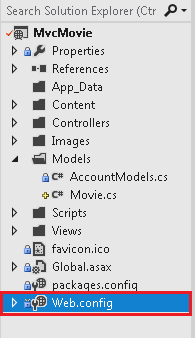 Search Solution Explorer (Ctr
MvcMovie
Properties
References
App_Data
Content
Controllers
Images
Models
C# AccountModels.cs
C# Movie.cs
Scripts
Views
favicon.ico
Global.asax
packages.config
Web.config